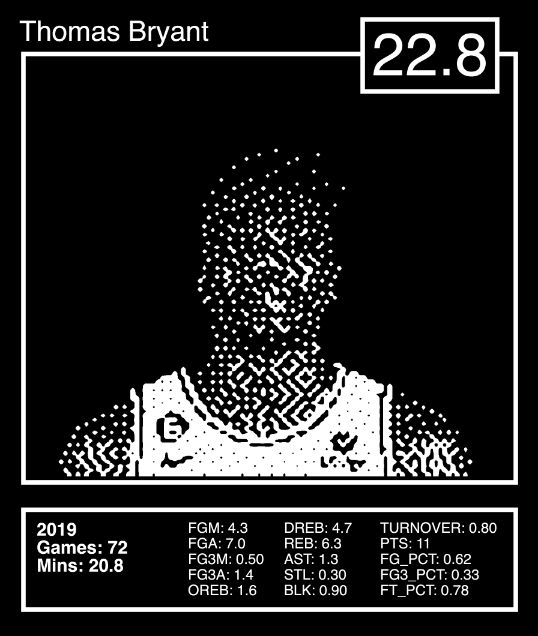 Thomas Bryant
22.8
2019
Games: 72
Mins: 20.8
FGM: 4.3
FGA: 7.0
FG3M: 0.50
FG3A: 1.4
OREB: 1.6
DREB: 4.7
REB: 6.3
AST: 1.3
STL: 0.30
BLK: 0.90
TURNOVER: 0.80
PTS: 11
FG_PCT: 0.62
FG3_PCT: 0.33
FT_PCT: 0.78